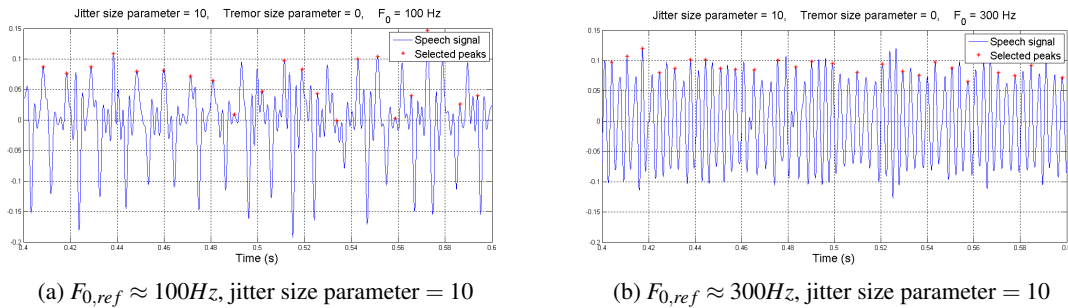 Jitter size parameter = 10, Tremor size parameter = 0, F0 = 100 Hz
Speech signal
Selected peaks
0.15
0.1
0.05
0
-0.05
-0.1
-0.15
-0.2
0.4 0.42 0.44 0.46 0.48 0.5 0.52 0.54 0.56 0.58 0.6
Time (s)
(a) F0,ref ≈ 100Hz, jitter size parameter = 10
Jitter size parameter = 10, Tremor size parameter = 0, F0 = 300 Hz
Speech signal
Selected peaks
0.15
0.1
0.05
0
-0.05
-0.1
-0.15
-0.2
0.4 0.42 0.44 0.46 0.48 0.5 0.52 0.54 0.56 0.58
Time (s)
(b) F0,ref ≈ 300Hz, jitter size parameter = 10